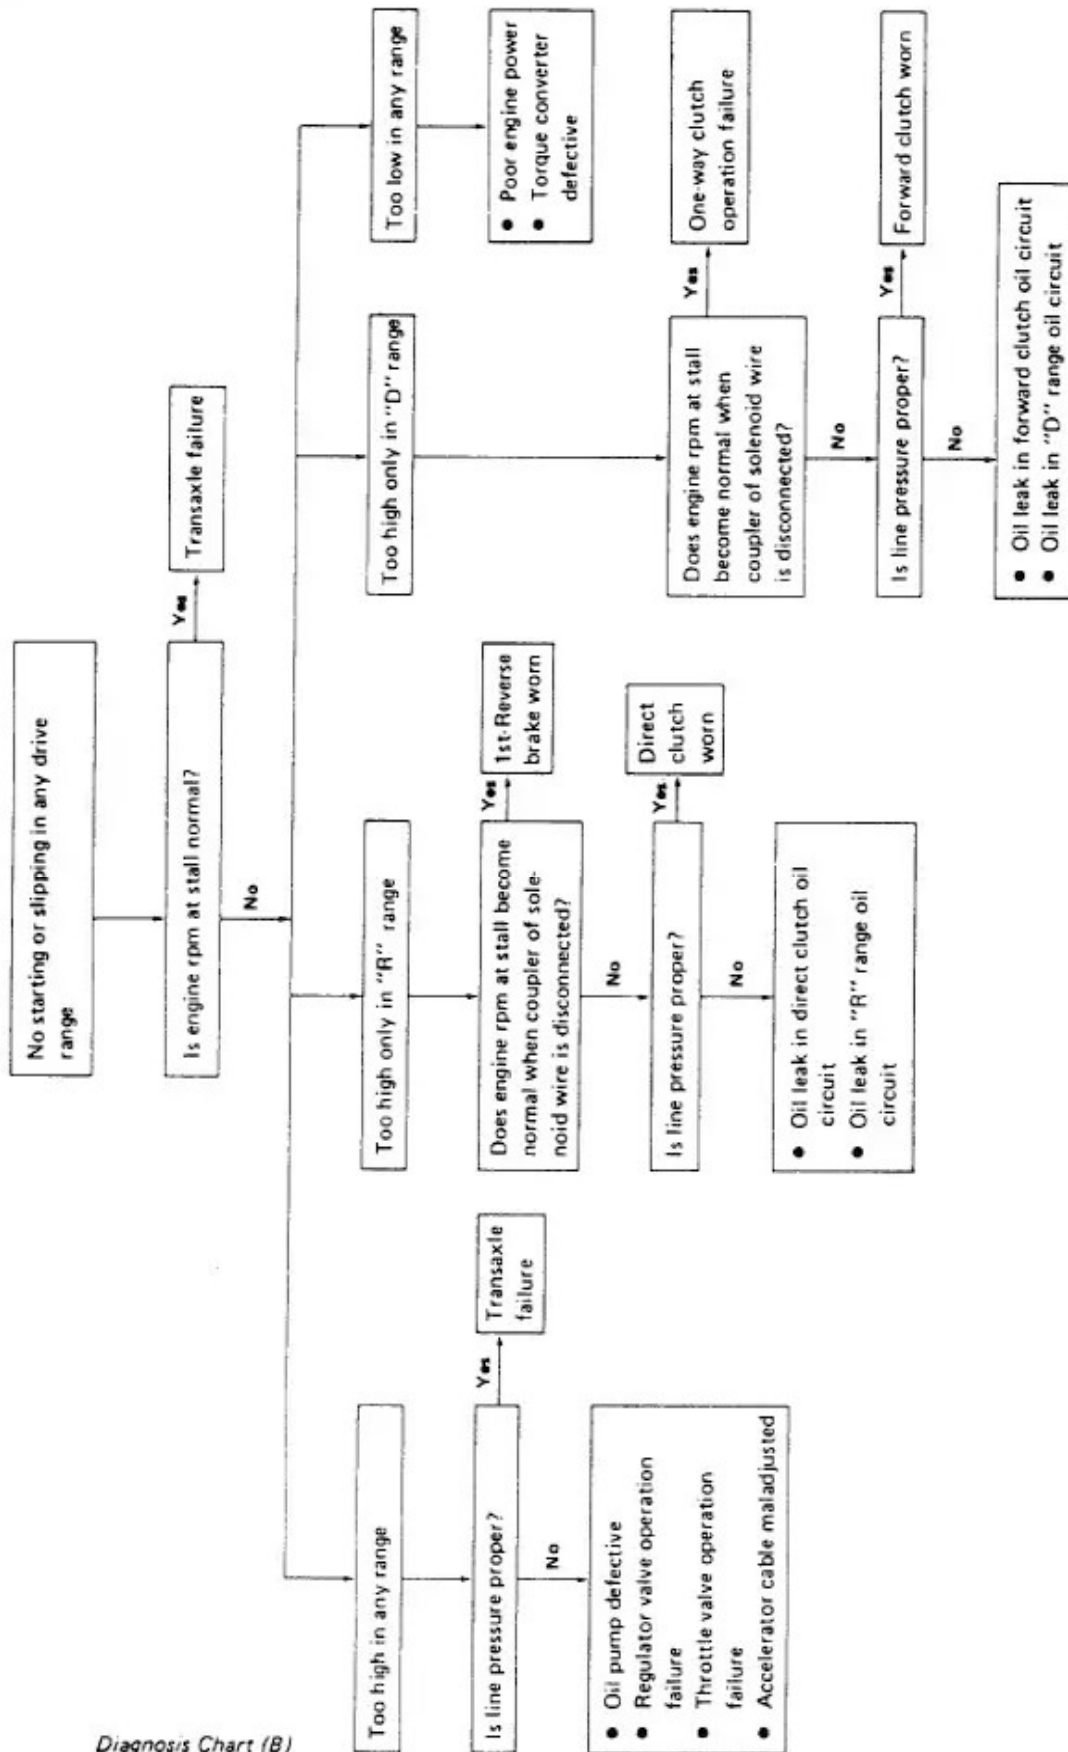 No starting or slipping in any drive
range
Is engine rpm at stall normal?
Yes
Transaxle failure
No
Too high in any range
Is line pressure proper?
Yes
Transaxle
failure
No
● Oil pump defective
● Regulator valve operation
failure
● Throttle valve operation
failure
● Accelerator cable maladjusted
Too high only in "R" range
Does engine rpm at stall become
normal when coupler of sole-
noid wire is disconnected?
Yes
1st-Reverse
brake worn
No
Is line pressure proper?
Yes
Direct
clutch
worn
No
● Oil leak in direct clutch oil
circuit
● Oil leak in "R" range oil
circuit
Too high only in "D" range
Does engine rpm at stall
become normal when
coupler of solenoid wire
is disconnected?
Yes
One-way clutch
operation failure
No
Is line pressure proper?
Yes
Forward clutch worn
No
● Oil leak in forward clutch oil circuit
● Oil leak in "D" range oil circuit
Too low in any range
● Poor engine power
● Torque converter
defective
Diagnosis Chart (B)